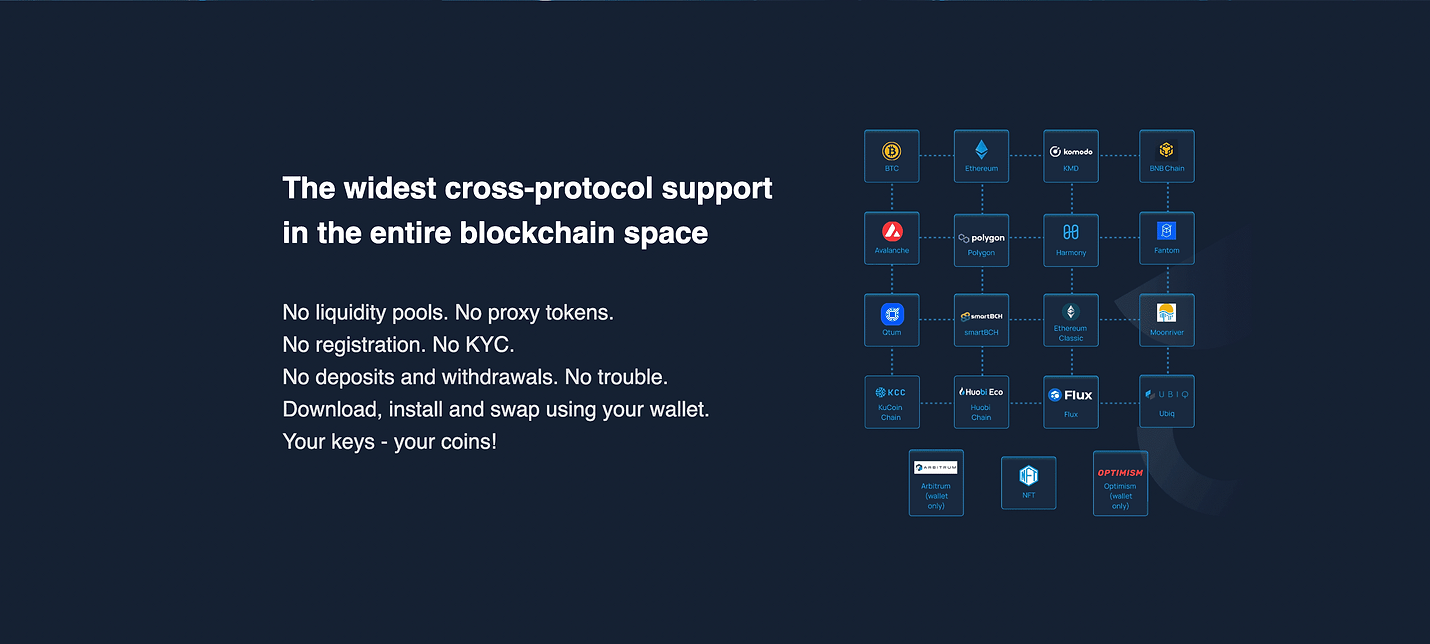 The widest cross-protocol support
in the entire blockchain space
No liquidity pools. No proxy tokens.
No registration. No KYC.
No deposits and withdrawals. No trouble.
Download, install and swap using your wallet.
Your keys - your coins!
BTC
Ethereum
komodo
KMD
BNB Chain
Avalanche
polygon
Polygon
Harmony
Fantom
Qtum
smartBCH
smartBCH
Ethereum
Classic
Moonriver
KCC
KuCoin
Chain
Huobi Eco
Huobi
Chain
Flux
Flux
UBIQ
Ubiq
ARBITRUM
Arbitrum
(wallet
only)
NFT
NFT
OPTIMISM
Optimism
(wallet
only)